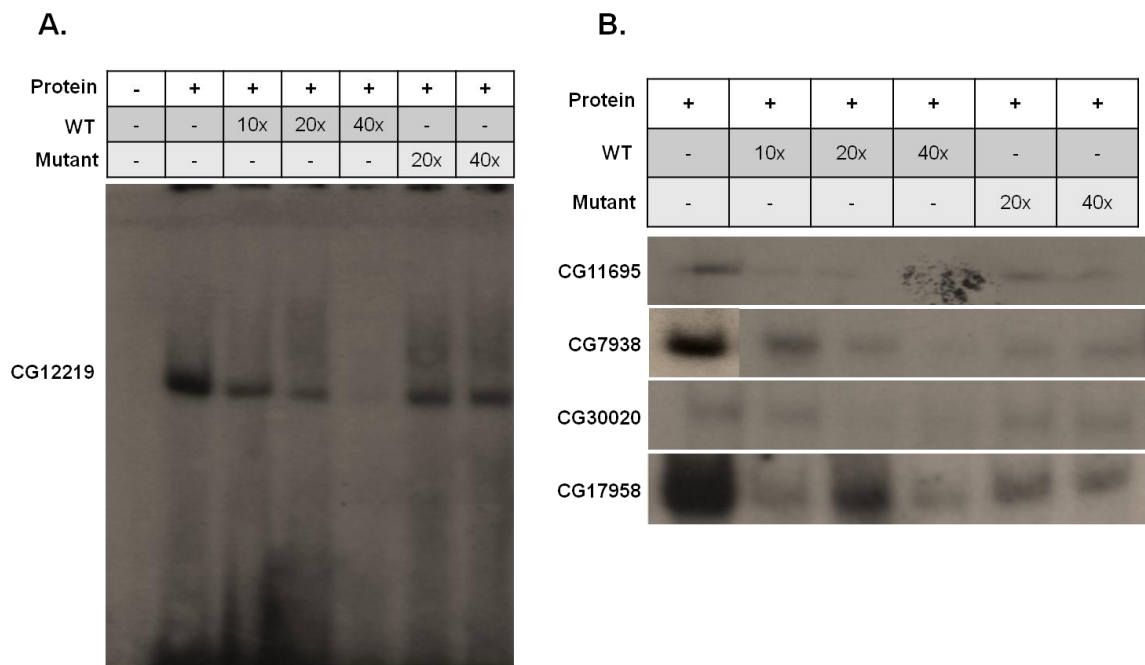 A.
Protein - + + + + + +
WT - - 10x 20x 40x - -
Mutant - - - - - 20x 40x
CG12219
B.
Protein + + + + + +
WT - 10x 20x 40x - -
Mutant - - - - 20x 40x
CG11695
CG7938
CG30020
CG17958